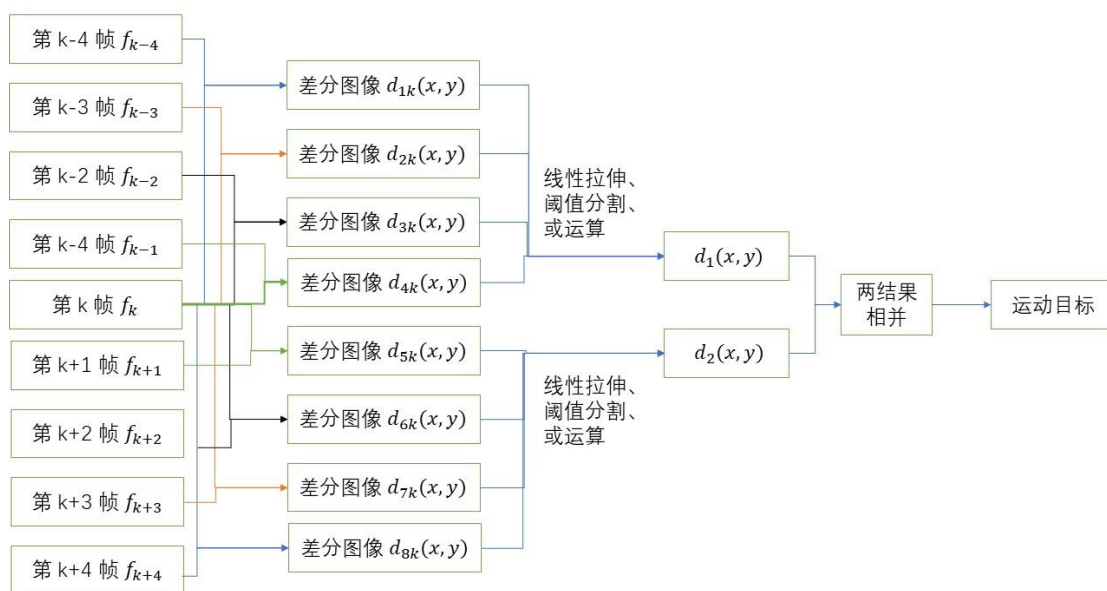 第 k-4 帧 f_{k-4}
第 k-3 帧 f_{k-3}
第 k-2 帧 f_{k-2}
第 k-4 帧 f_{k-1}
第 k 帧 f_k
第 k+1 帧 f_{k+1}
第 k+2 帧 f_{k+2}
第 k+3 帧 f_{k+3}
第 k+4 帧 f_{k+4}
差分图像 d_{1k}(x,y)
差分图像 d_{2k}(x,y)
差分图像 d_{3k}(x,y)
差分图像 d_{4k}(x,y)
差分图像 d_{5k}(x,y)
差分图像 d_{6k}(x,y)
差分图像 d_{7k}(x,y)
差分图像 d_{8k}(x,y)
线性拉伸、
阈值分割、
或运算
线性拉伸、
阈值分割、
或运算
d_1(x,y)
d_2(x,y)
两结果
相并
运动目标